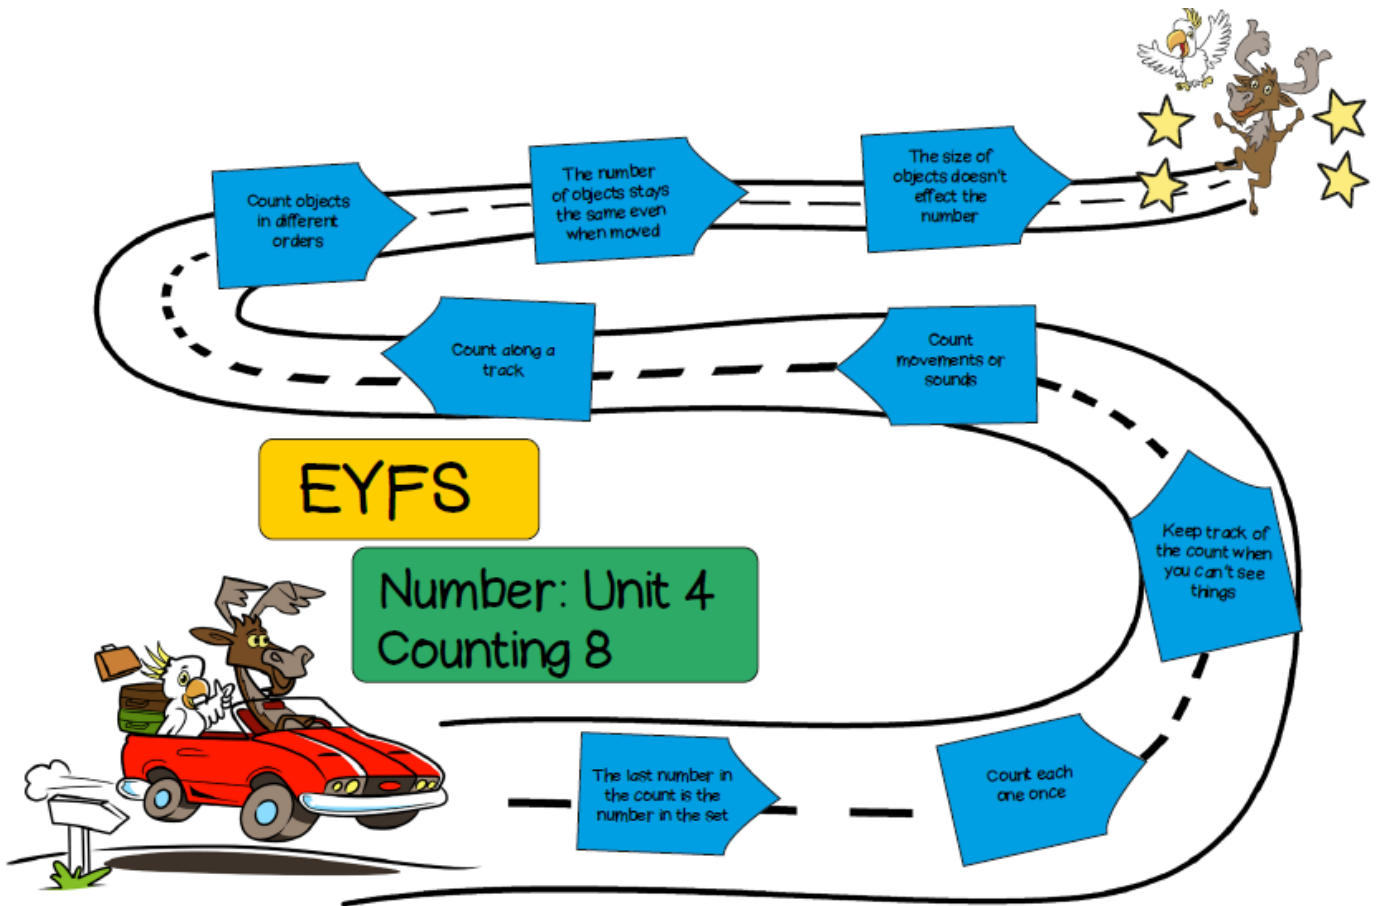 Count objects
in different
orders
The number
of objects stays
the same even
when moved
The size of
objects doesn't
effect the
number
Count along a
track
Count
movements or
sounds
EYFS
Keep track of
the count when
you can't see
things
Number: Unit 4
Counting 8
The last number in
the count is the
number in the set
Count each
one once